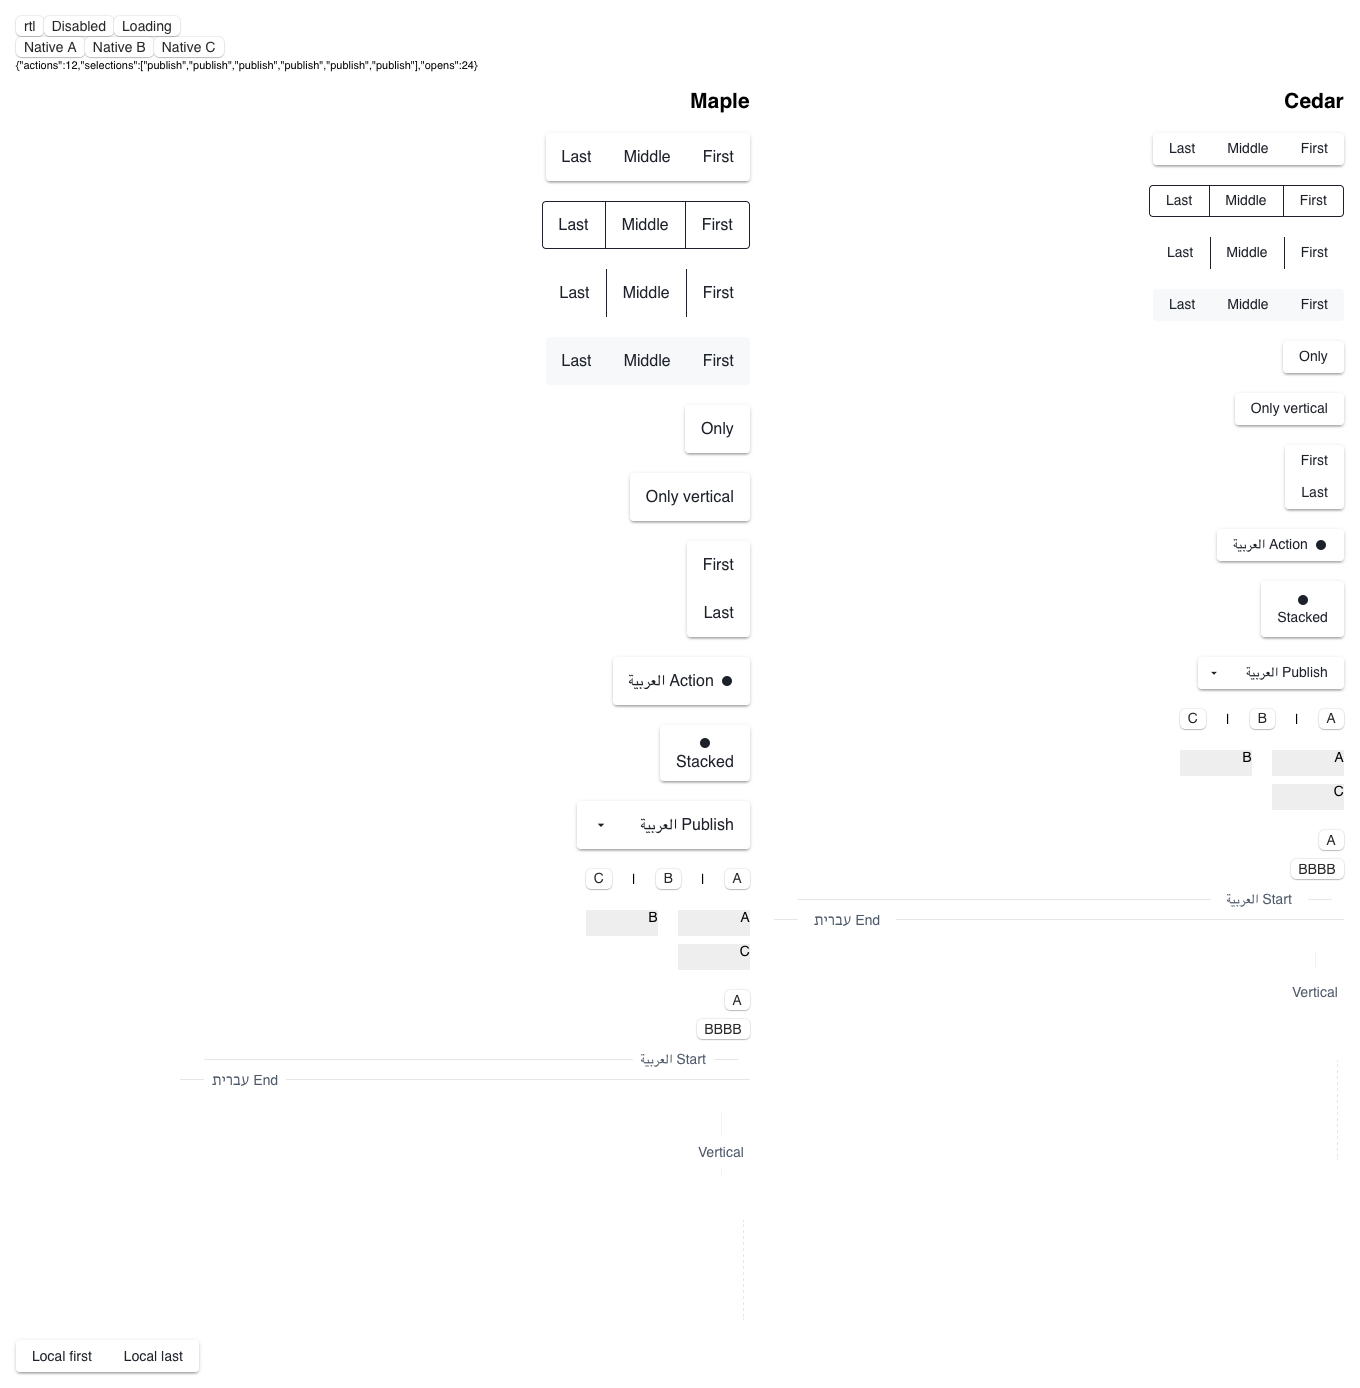 rtl Disabled Loading
Native A Native B Native C
{"actions":12,"selections":["publish","publish","publish","publish","publish","publish"],"opens":24}
Maple
Last Middle First
Last Middle First
Last Middle First
Last Middle First
Only
Only vertical
First
Last
العربية Action
Stacked
العربية Publish
C B A
B A
C
A
BBBB
العربية Start
עברית End
Vertical
Cedar
Last Middle First
Last Middle First
Last Middle First
Last Middle First
Only
Only vertical
First
Last
العربية Action
Stacked
العربية Publish
C B A
B A
C
A
BBBB
العربية Start
עברית End
Vertical
Local first Local last